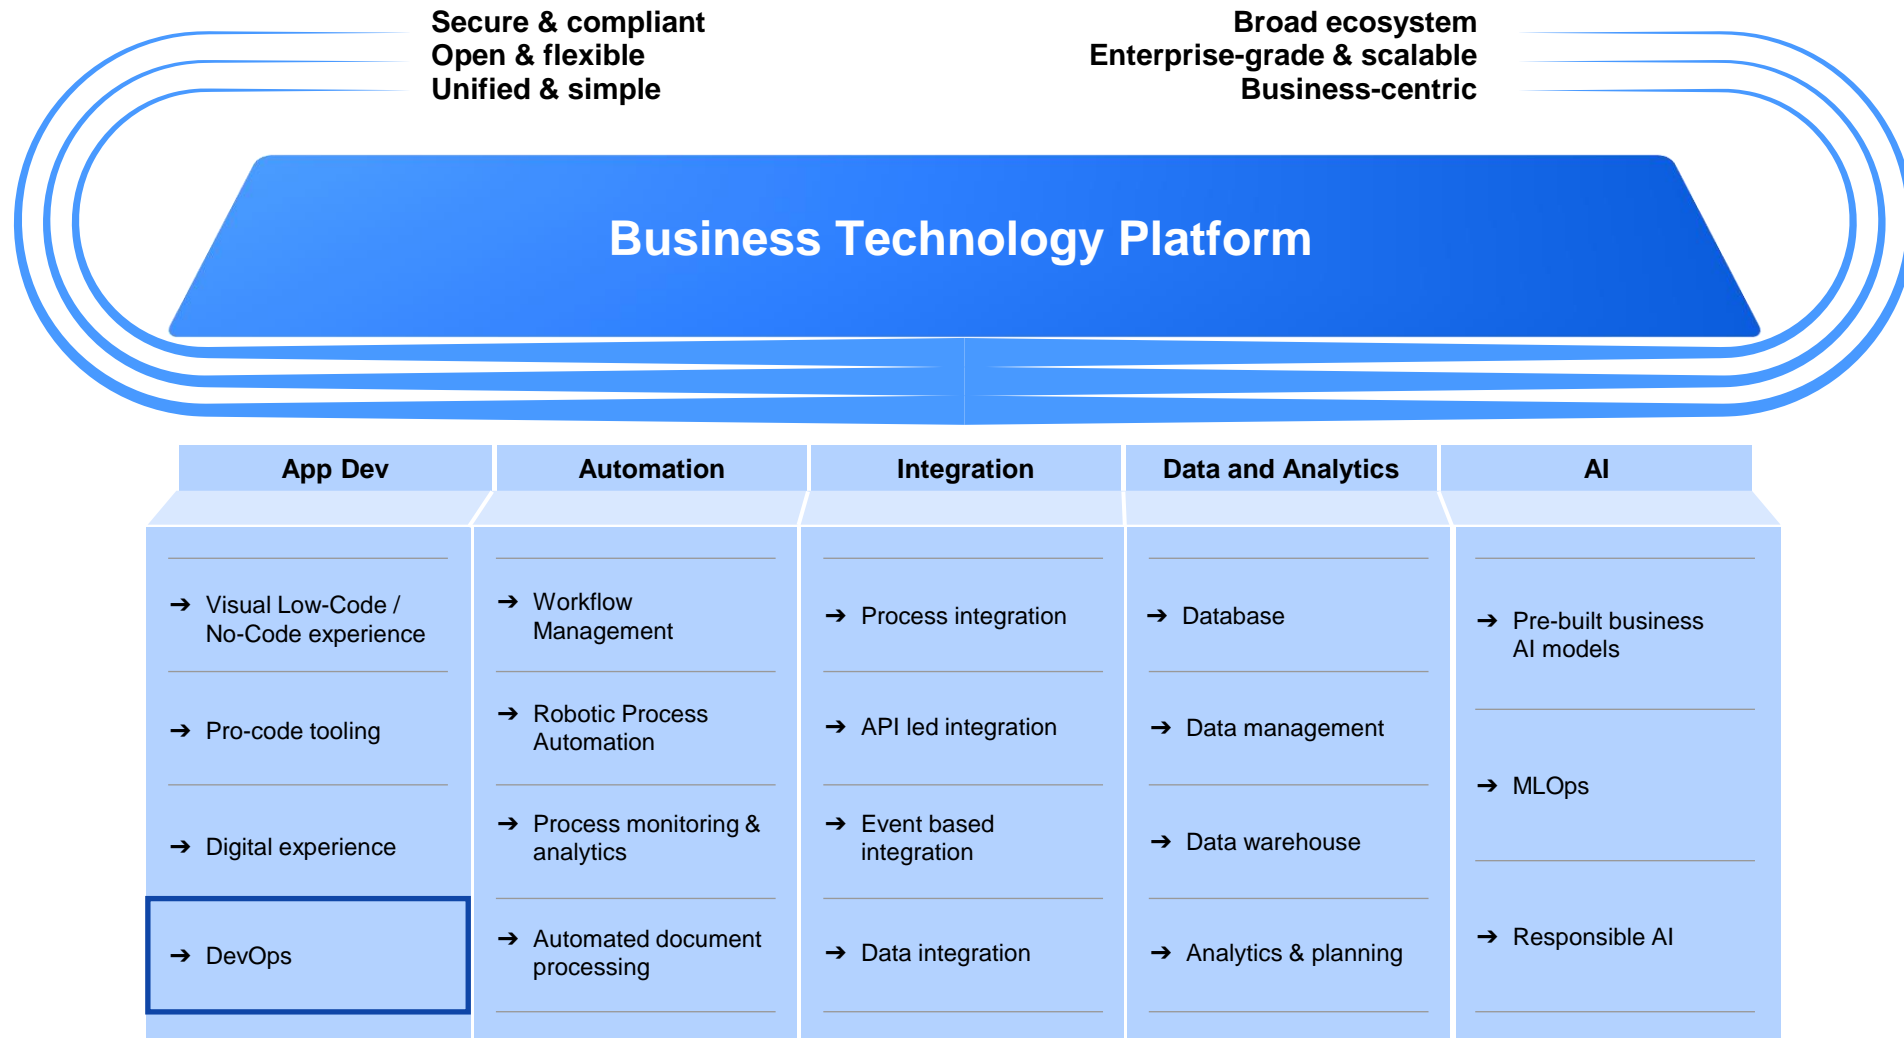 Secure & compliant
Open & flexible
Unified & simple
Broad ecosystem
Enterprise-grade & scalable
Business-centric
Business Technology Platform
App Dev
Automation
Integration
Data and Analytics
AI
➔ Visual Low-Code /
No-Code experience
➔ Pro-code tooling
➔ Digital experience
➔ DevOps
➔ Workflow
Management
➔ Robotic Process
Automation
➔ Process monitoring &
analytics
➔ Automated document
processing
➔ Process integration
➔ API led integration
➔ Event based
integration
➔ Data integration
➔ Database
➔ Data management
➔ Data warehouse
➔ Analytics & planning
➔ Pre-built business
AI models
➔ MLOps
➔ Responsible AI